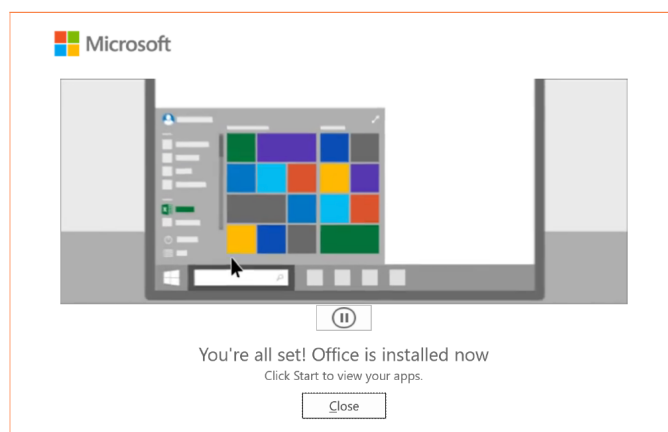 Microsoft
You're all set! Office is installed now
Click Start to view your apps.
Close